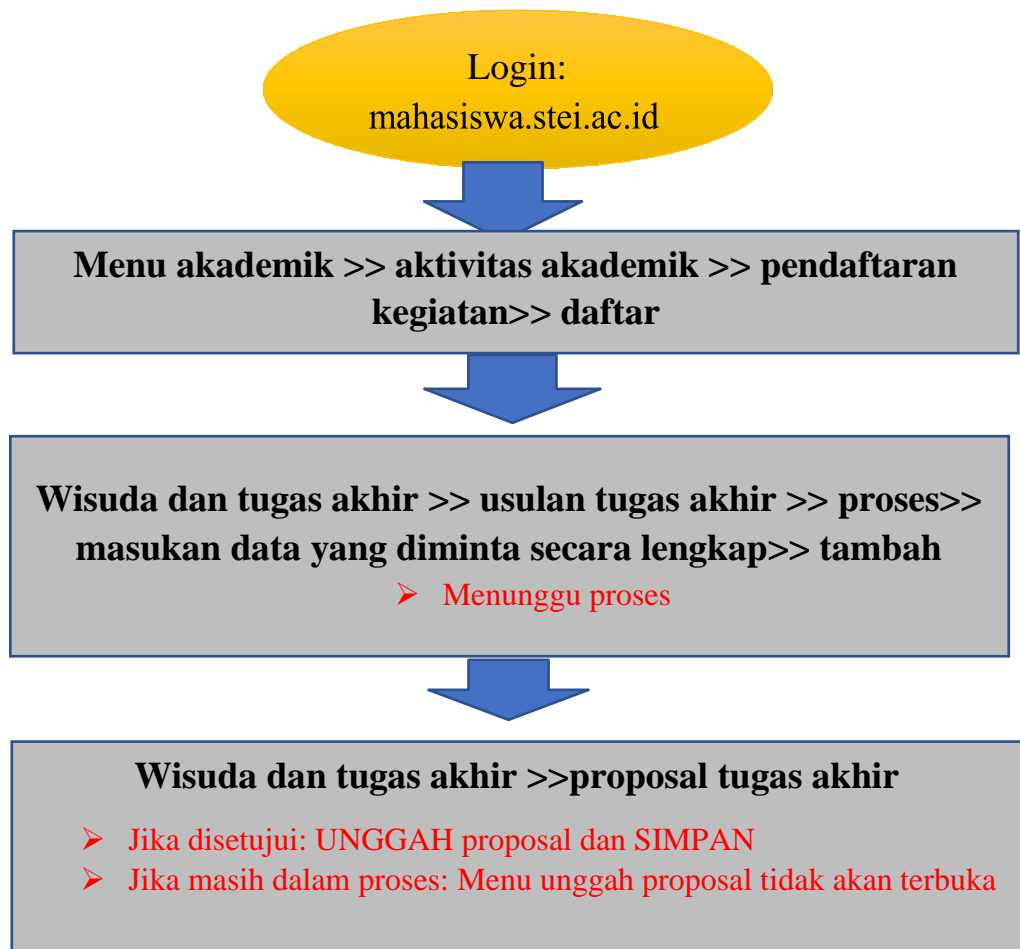 Login:
mahasiswa.stei.ac.id
Menu akademik >> aktivitas akademik >> pendaftaran
kegiatan>> daftar
Wisuda dan tugas akhir >> usulan tugas akhir >> proses>>
masukan data yang diminta secara lengkap>> tambah
➢ Menunggu proses
Wisuda dan tugas akhir >>proposal tugas akhir
➢ Jika disetujui: UNGGAH proposal dan SIMPAN
➢ Jika masih dalam proses: Menu unggah proposal tidak akan terbuka